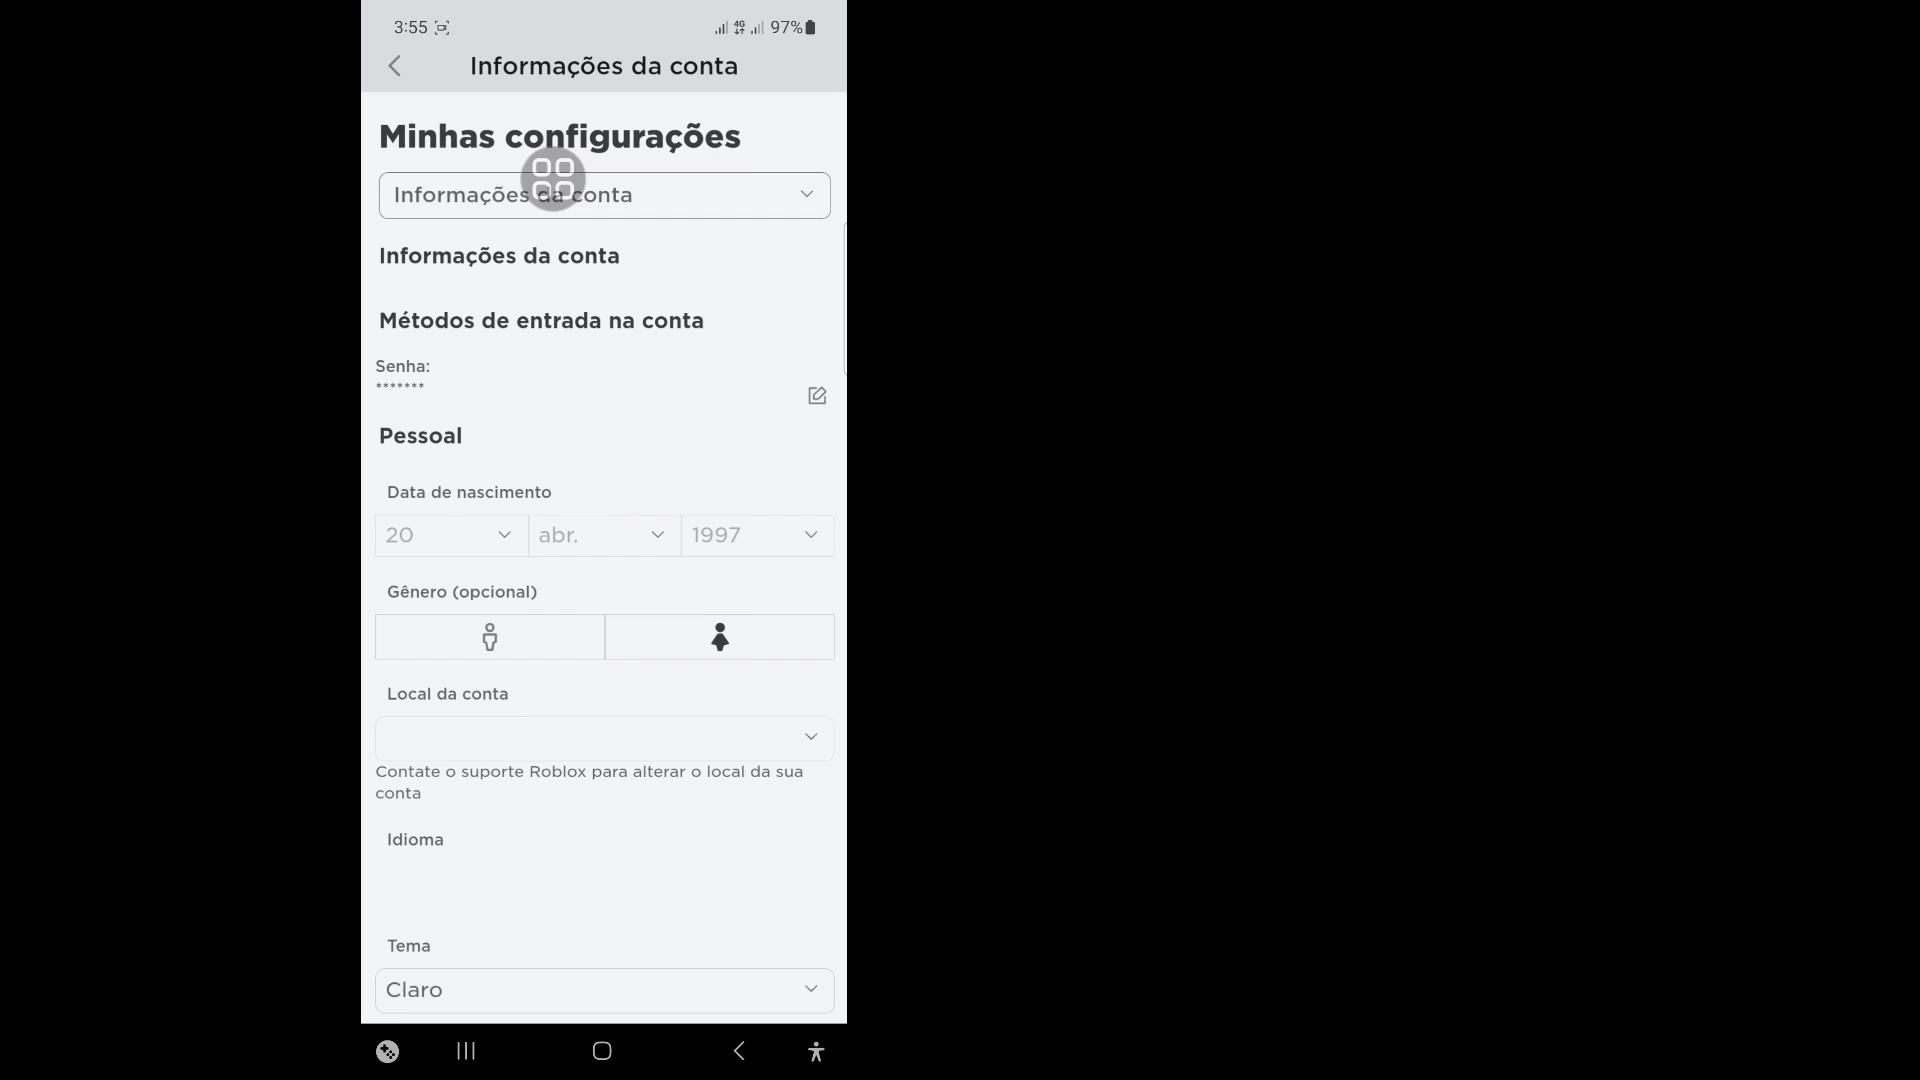 3:55
4G
97%
Informações da conta
Minhas configurações
Informações da conta
Informações da conta
Métodos de entrada na conta
Senha:
*******
Pessoal
Data de nascimento
20 abr. 1997
Gênero (opcional)
Local da conta
Contate o suporte Roblox para alterar o local da sua
conta
Idioma
Tema
Claro